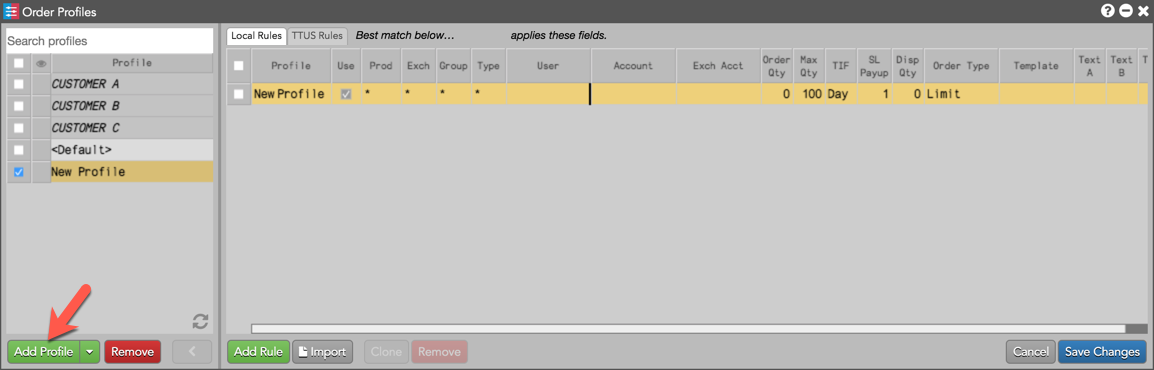 Order Profiles
Search profiles
Profile
CUSTOMER A
CUSTOMER B
CUSTOMER C
<Default>
New Profile
Add Profile
Remove
<
Local Rules TTUS Rules Best match below... applies these fields.
Profile Use Prod Exch Group Type User Account Exch Acct Order Qty Max Qty TIF SL Payup Disp Qty Order Type Template Text A Text B T
New Profile * * * * 0 100 Day 1 0 Limit
Add Rule Import Clone Remove Cancel Save Changes